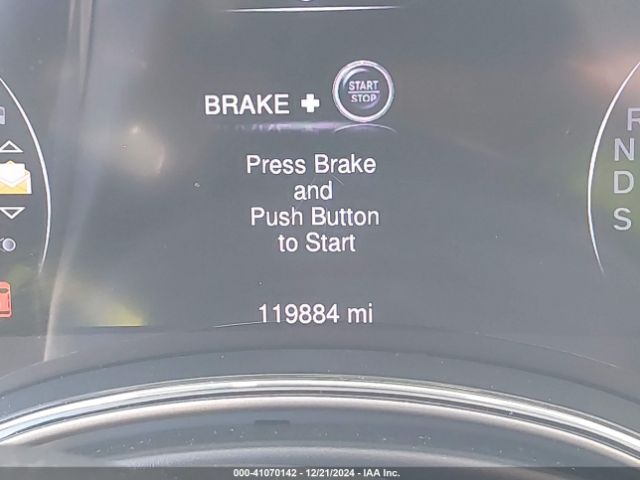 START
STOP
BRAKE +
Press Brake
and
Push Button
to Start
R
N
D
S
119884 mi
000-41070142 - 12/21/2024 - IAA Inc.